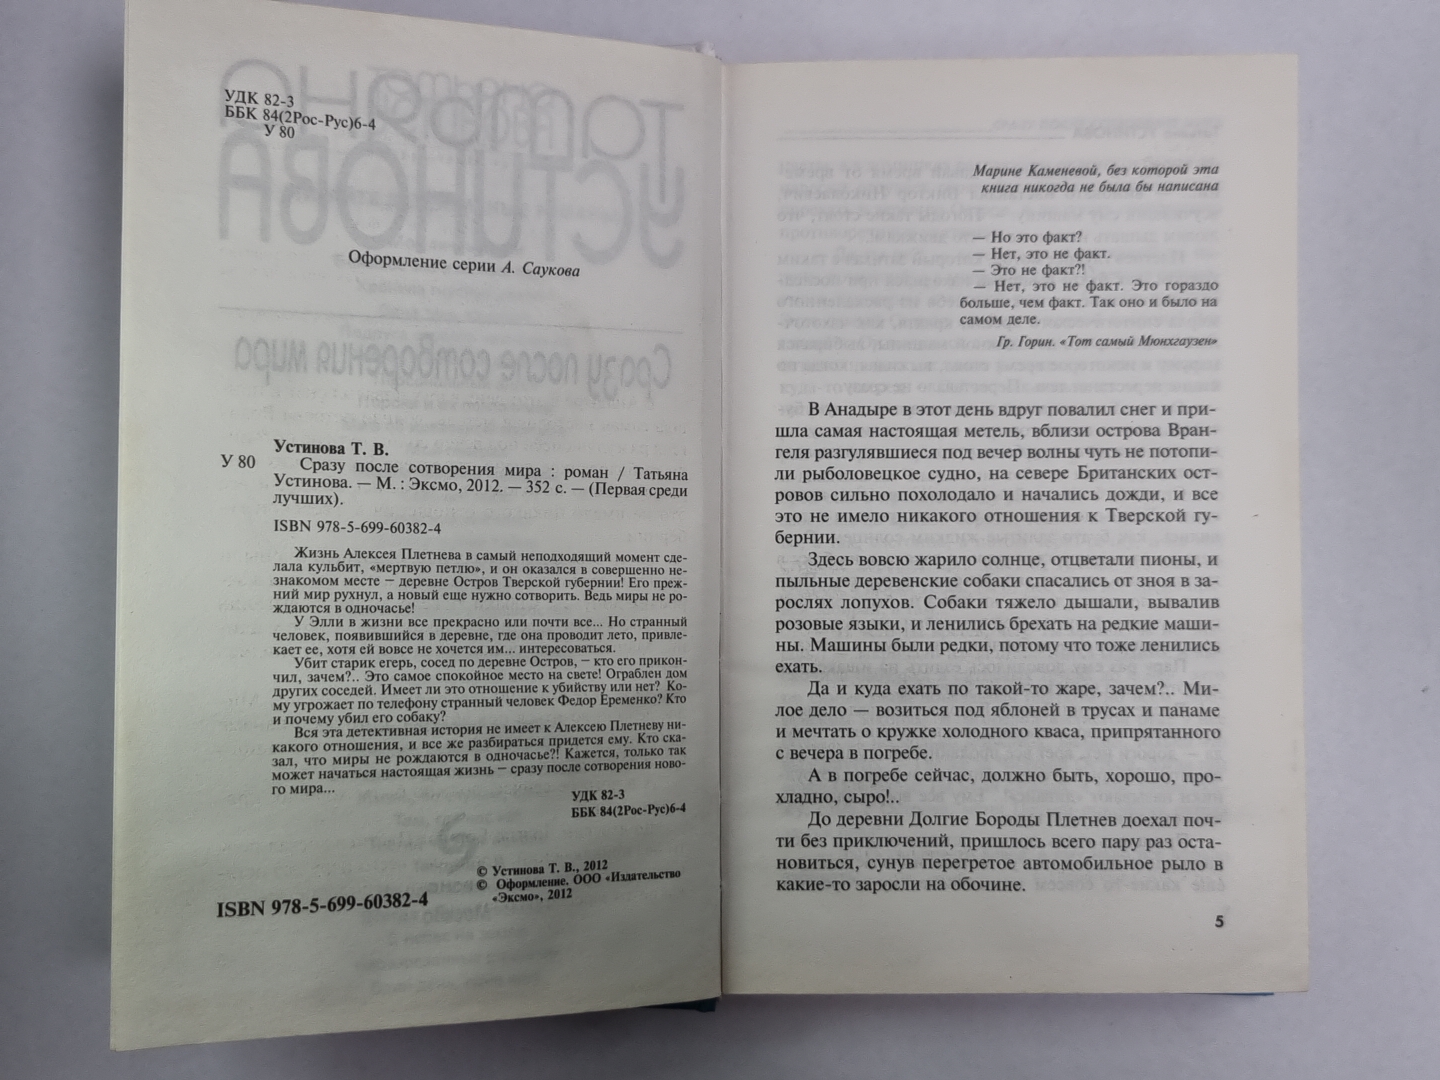 УДК 82-3
ББК 84(2Рос-Рус)6-4
У 80
Оформление серии А. Саукова
Устинова Т. В.
У 80 Сразу после сотворения мира : роман / Татьяна
Устинова. — М. : Эксмо, 2012. — 352 с. — (Первая среди
лучших).
ISBN 978-5-699-60382-4
Жизнь Алексея Плетнева в самый неподходящий момент сде-
лала кульбит, «мертвую петлю», и он оказался в совершенно не-
знакомом месте – деревне Остров Тверской губернии! Его преж-
ний мир рухнул, а новый еще нужно сотворить. Ведь миры не ро-
ждаются в одночасье!
У Элли в жизни все прекрасно или почти все... Но странный
человек, появившийся в деревне, где она проводит лето, привле-
кает ее, хотя ей вовсе не хочется им... интересоваться.
Убит старик егерь, сосед по деревне Остров, – кто его прикон-
чил, зачем?.. Это самое спокойное место на свете! Ограблен дом
других соседей. Имеет ли это отношение к убийству или нет? Ко-
му угрожает по телефону странный человек Федор Еременко? Кто
и почему убил его собаку?
Вся эта детективная история не имеет к Алексею Плетневу ни-
какого отношения, и все же разбираться придется ему. Кто ска-
зал, что миры не рождаются в одночасье?! Кажется, только так
может начаться настоящая жизнь – сразу после сотворения ново-
го мира...
УДК 82-3
ББК 84(2Рос-Рус)6-4
© Устинова Т. В., 2012
© Оформление. ООО «Издательство
«Эксмо», 2012
ISBN 978-5-699-60382-4
Марине Каменевой, без которой эта
книга никогда не была бы написана
— Но это факт?
— Нет, это не факт.
— Это не факт?!
— Нет, это не факт. Это гораздо
больше, чем факт. Так оно и было на
самом деле.
Гр. Горин. «Тот самый Мюнхгаузен»
В Анадыре в этот день вдруг повалил снег и при-
шла самая настоящая метель, вблизи острова Вран-
геля разгулявшиеся под вечер волны чуть не потопи-
ли рыболовецкое судно, на севере Британских ост-
ровов сильно похолодало и начались дожди, и все
это не имело никакого отношения к Тверской гу-
бернии.
Здесь вовсю жарило солнце, отцветали пионы, и
пыльные деревенские собаки спасались от зноя в за-
рослях лопухов. Собаки тяжело дышали, вывалив
розовые языки, и ленились брехать на редкие маши-
ны. Машины были редки, потому что тоже ленились
ехать.
Да и куда ехать по такой-то жаре, зачем?.. Ми-
лое дело — возиться под яблоней в трусах и панаме
и мечтать о кружке холодного кваса, припрятанного
с вечера в погребе.
А в погребе сейчас, должно быть, хорошо, про-
хладно, сыро!..
До деревни Долгие Бороды Плетнев доехал поч-
ти без приключений, пришлось всего пару раз оста-
новиться, сунув перегретое автомобильное рыло в
какие-то заросли на обочине.
5